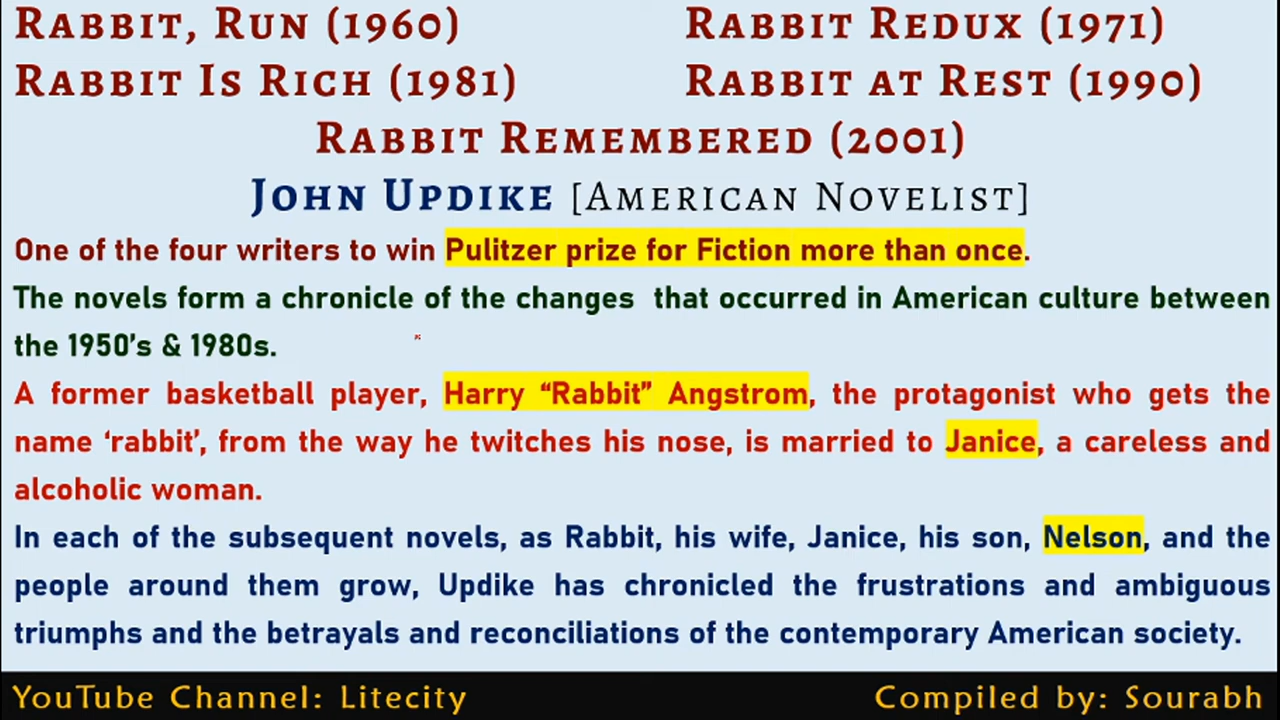 RABBIT, RUN (1960) RABBIT REDUX (1971)
RABBIT IS RICH (1981) RABBIT AT REST (1990)
RABBIT REMEMBERED (2001)
JOHN UPDIKE [AMERICAN NOVELIST]
One of the four writers to win Pulitzer prize for Fiction more than once.
The novels form a chronicle of the changes that occurred in American culture between
the 1950’s & 1980s.
A former basketball player, Harry “Rabbit” Angstrom, the protagonist who gets the
name ‘rabbit’, from the way he twitches his nose, is married to Janice, a careless and
alcoholic woman.
In each of the subsequent novels, as Rabbit, his wife, Janice, his son, Nelson, and the
people around them grow, Updike has chronicled the frustrations and ambiguous
triumphs and the betrayals and reconciliations of the contemporary American society.
YouTube Channel: Litecity Compiled by: Sourabh